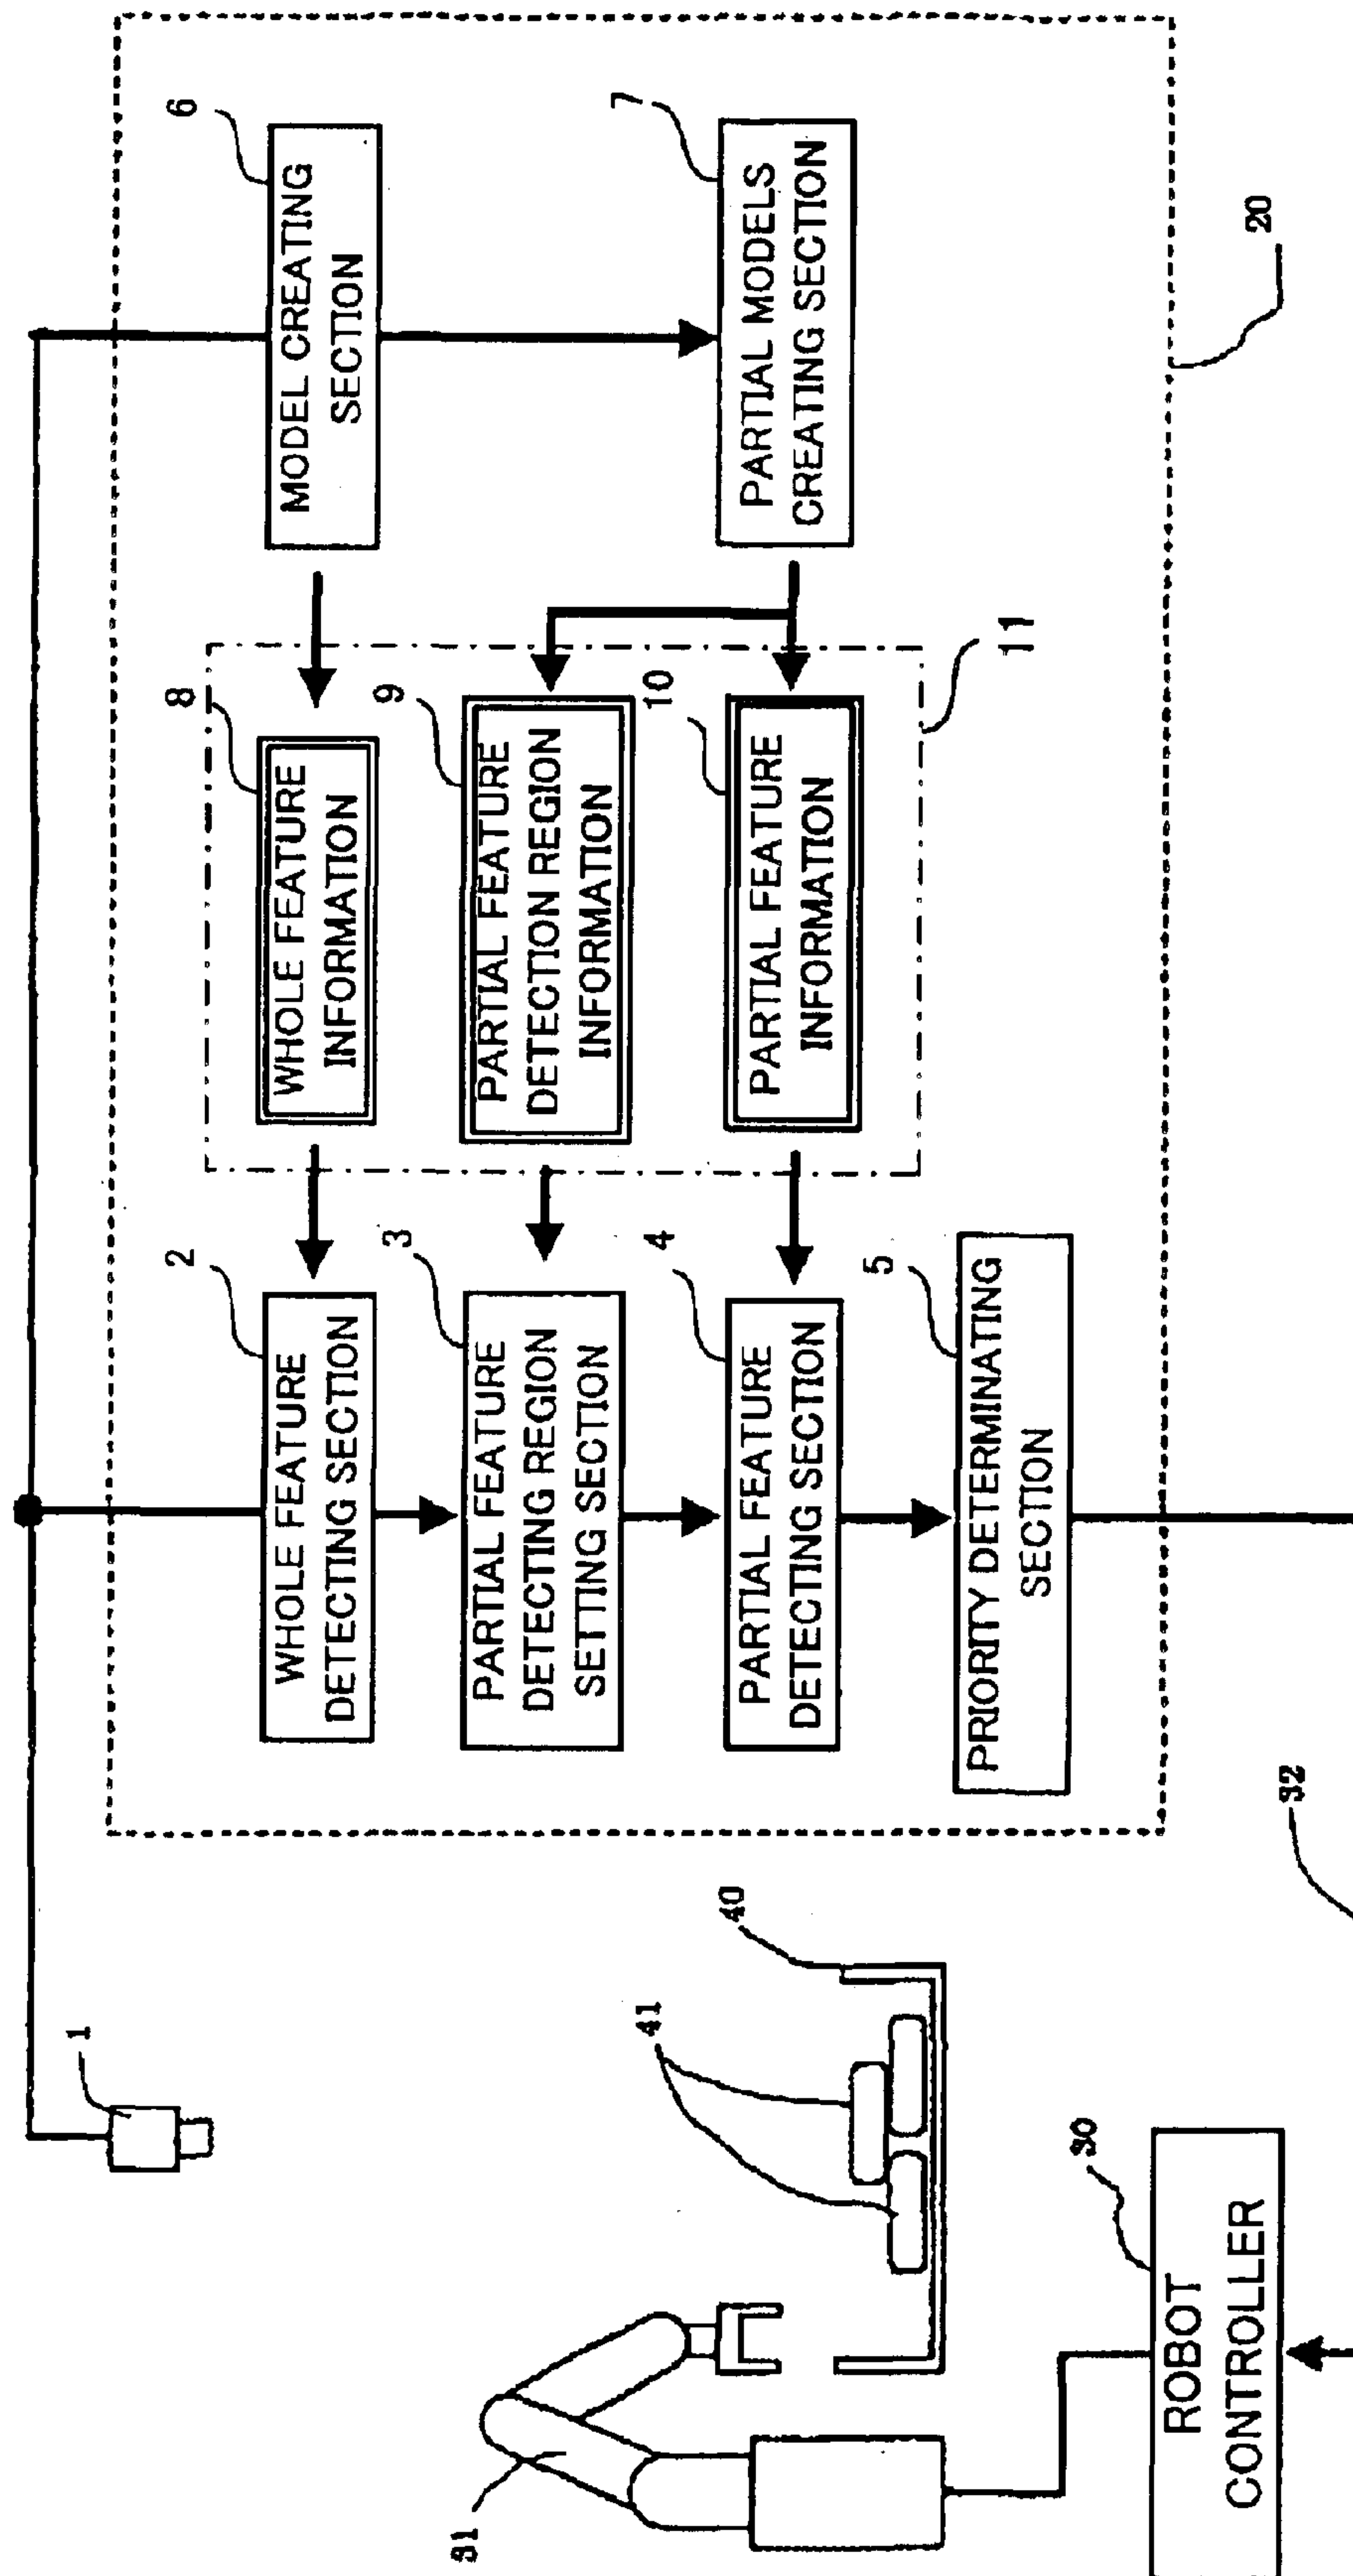 1
2
WHOLE FEATURE
DETECTING SECTION
3
PARTIAL FEATURE
DETECTING REGION
SETTING SECTION
4
PARTIAL FEATURE
DETECTING SECTION
5
PRIORITY DETERMINATING
SECTION
8
WHOLE FEATURE
INFORMATION
9
PARTIAL FEATURE
DETECTION REGION
INFORMATION
10
PARTIAL FEATURE
INFORMATION
11
6
MODEL CREATING
SECTION
7
PARTIAL MODELS
CREATING SECTION
20
31
41
40
30
ROBOT
CONTROLLER
32